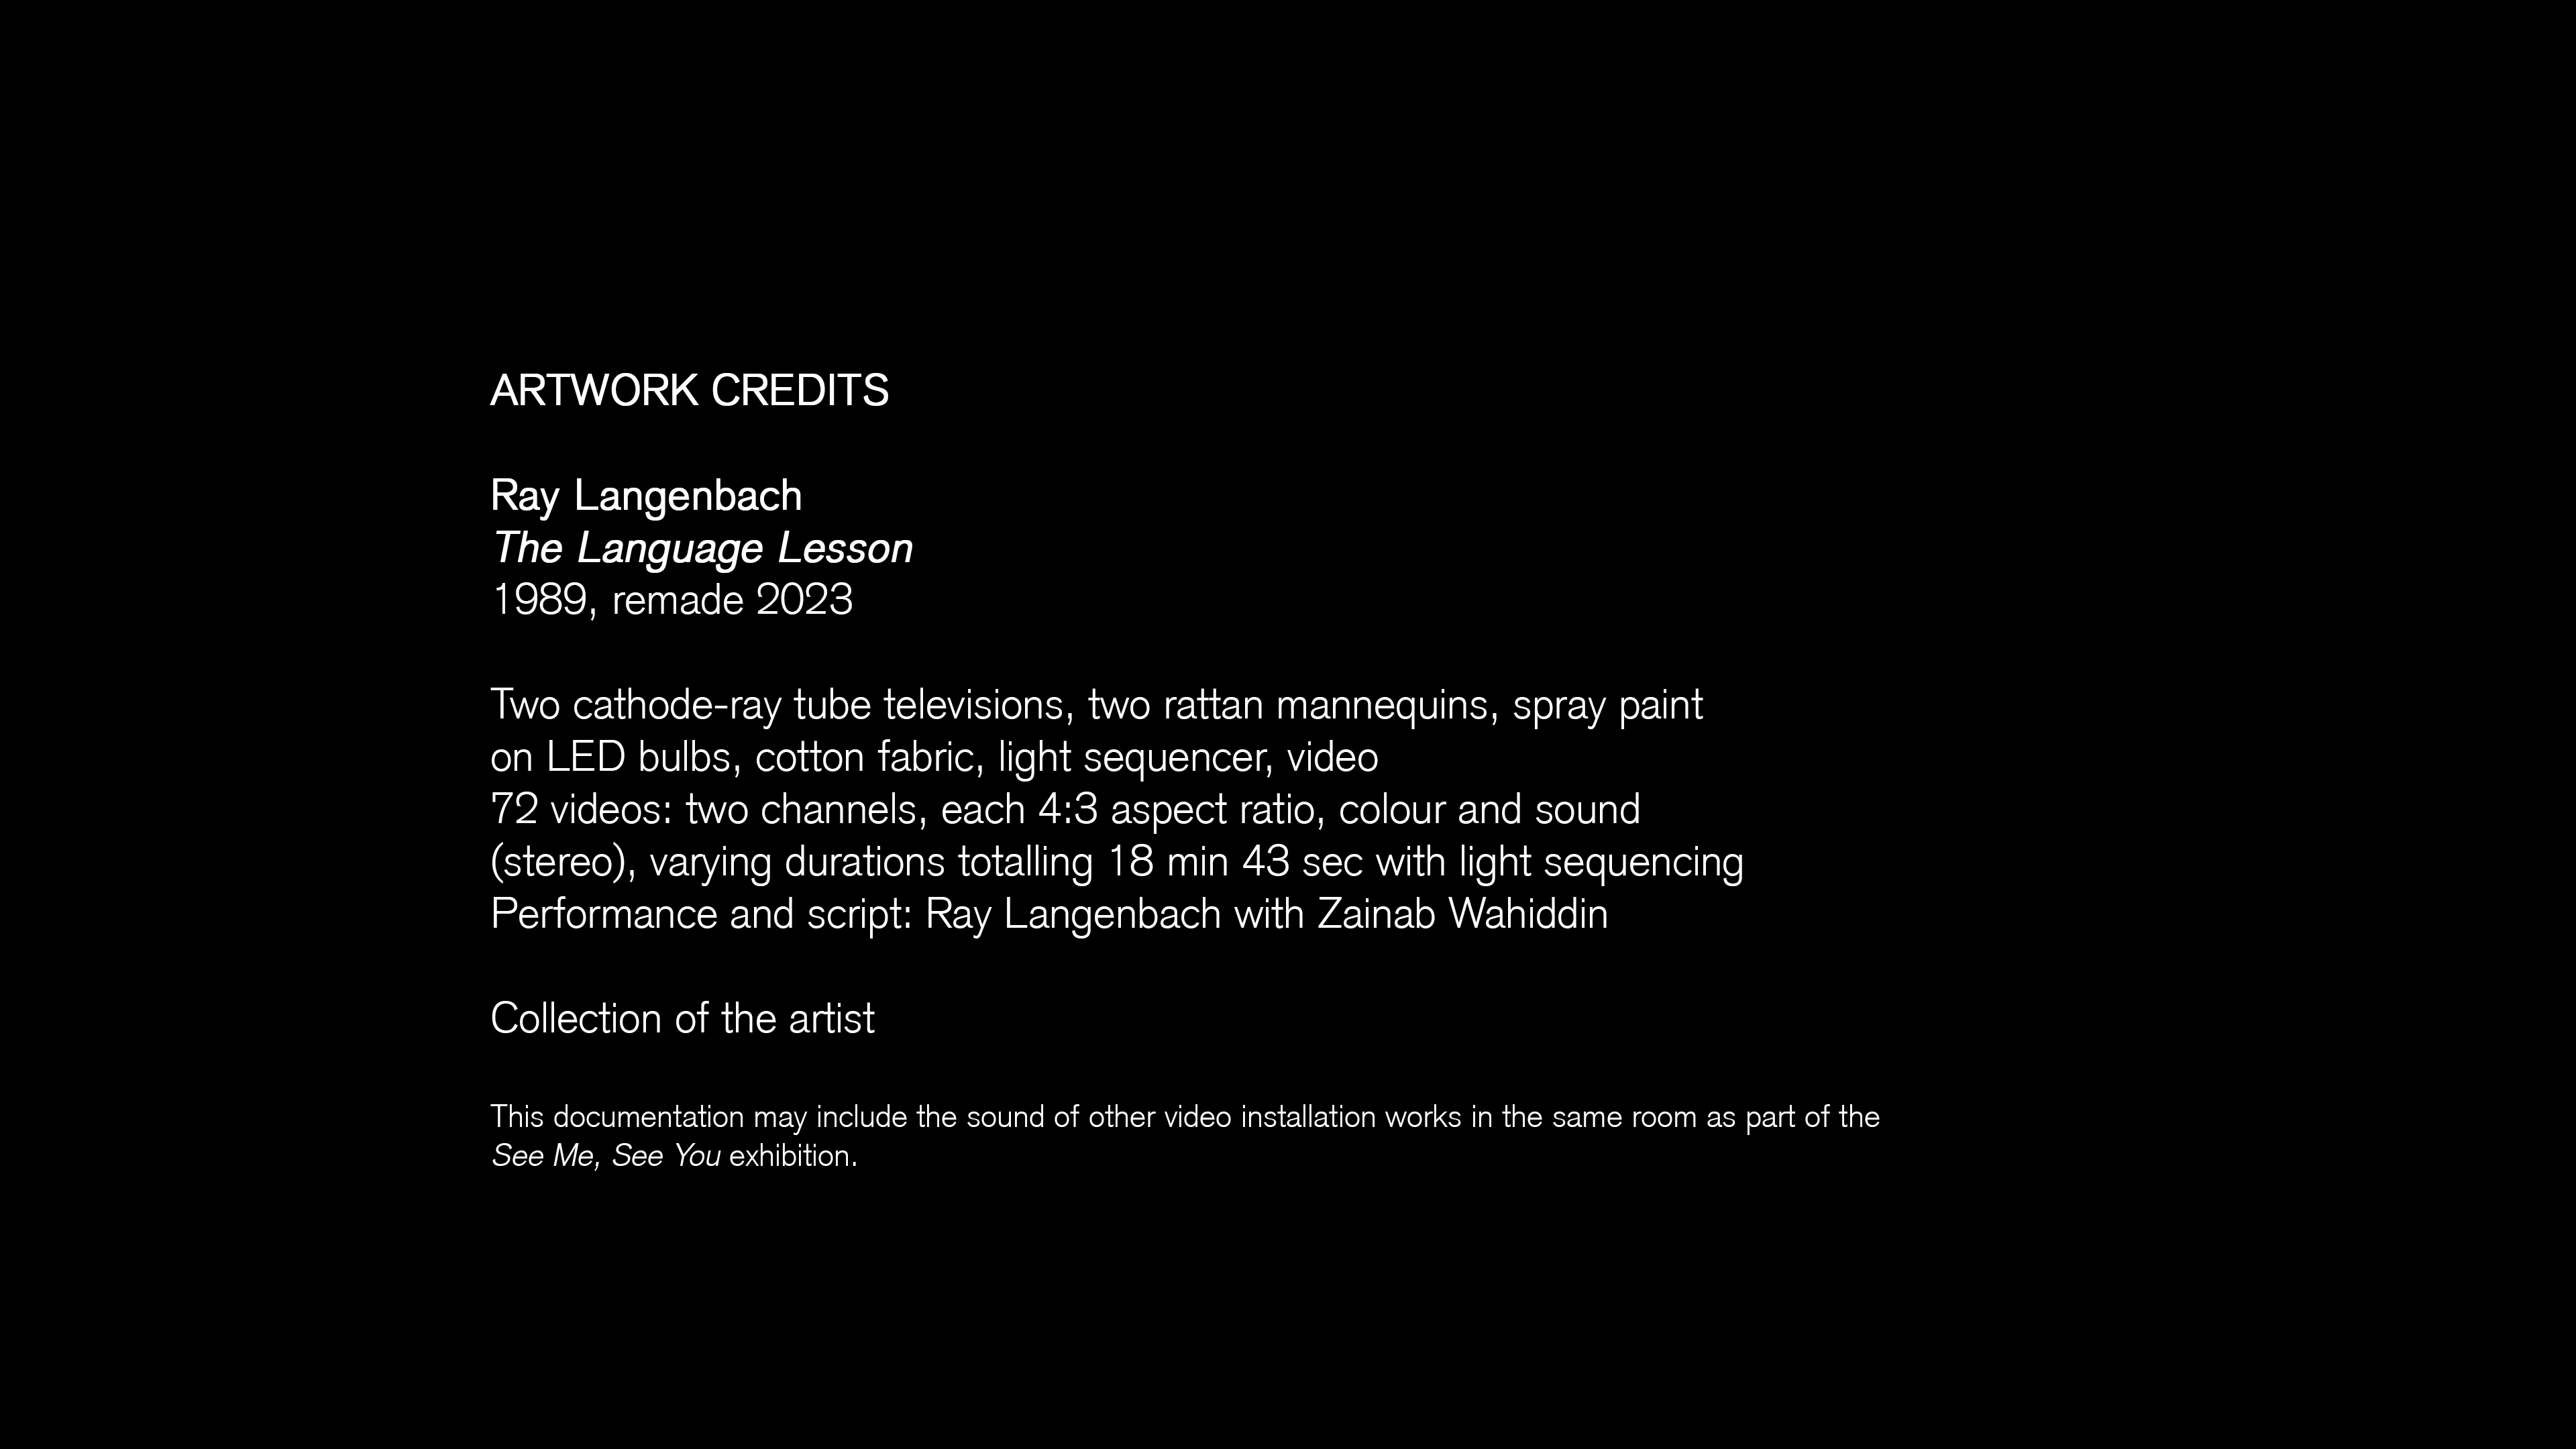 ARTWORK CREDITS
Ray Langenbach
The Language Lesson
1989, remade 2023
Two cathode-ray tube televisions, two rattan mannequins, spray paint
on LED bulbs, cotton fabric, light sequencer, video
72 videos: two channels, each 4:3 aspect ratio, colour and sound
(stereo), varying durations totalling 18 min 43 sec with light sequencing
Performance and script: Ray Langenbach with Zainab Wahiddin
Collection of the artist
This documentation may include the sound of other video installation works in the same room as part of the
See Me, See You exhibition.